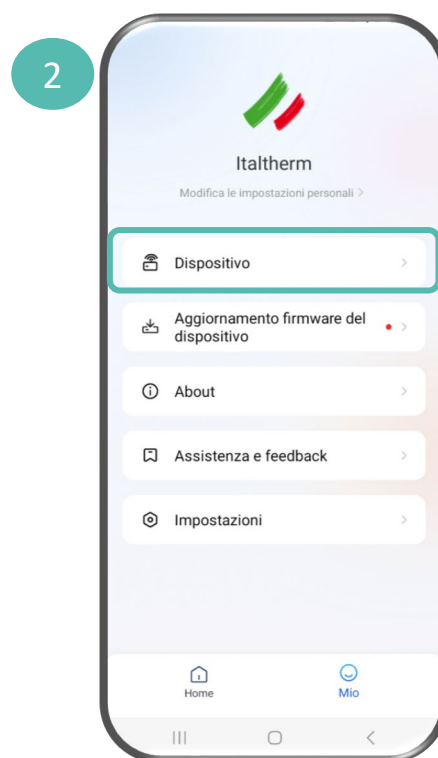 2
Italtherm
Modifica le impostazioni personali >
Dispositivo
Aggiornamento firmware del
dispositivo
About
Assistenza e feedback
Impostazioni
Home
Mio